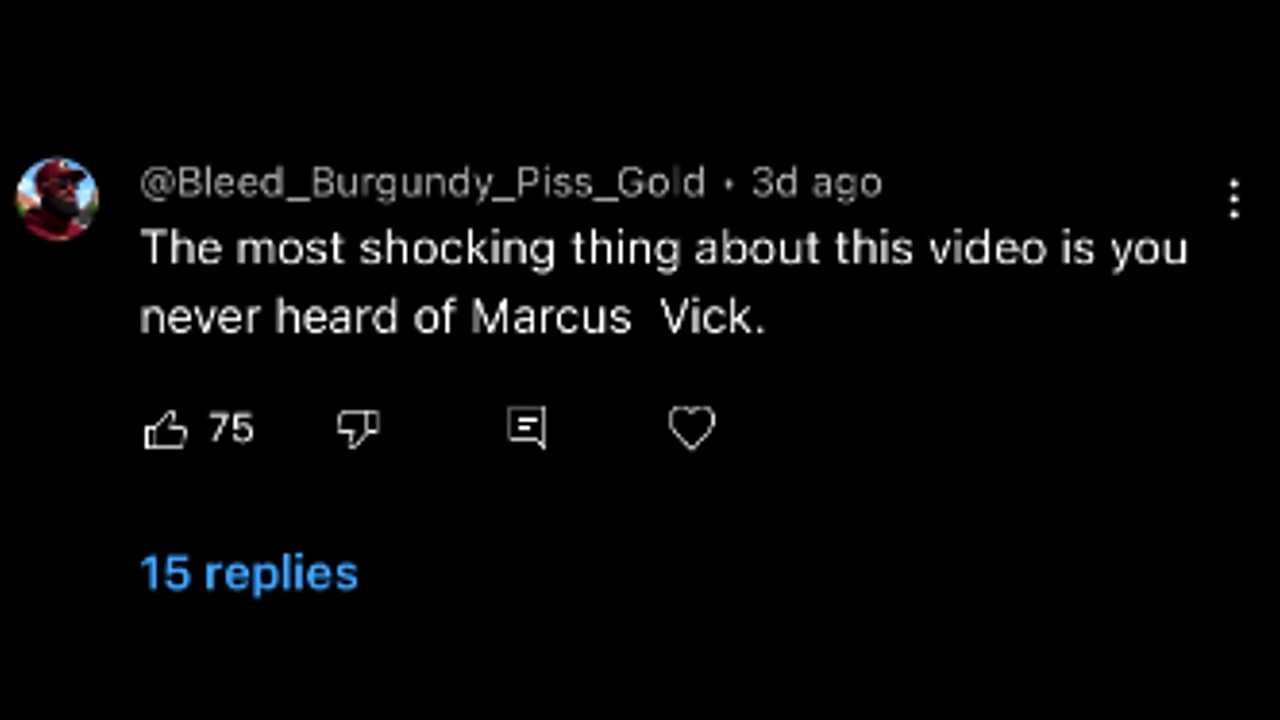 @Bleed_Burgundy_Piss_Gold • 3d ago
The most shocking thing about this video is you
never heard of Marcus  Vick.
75
15 replies